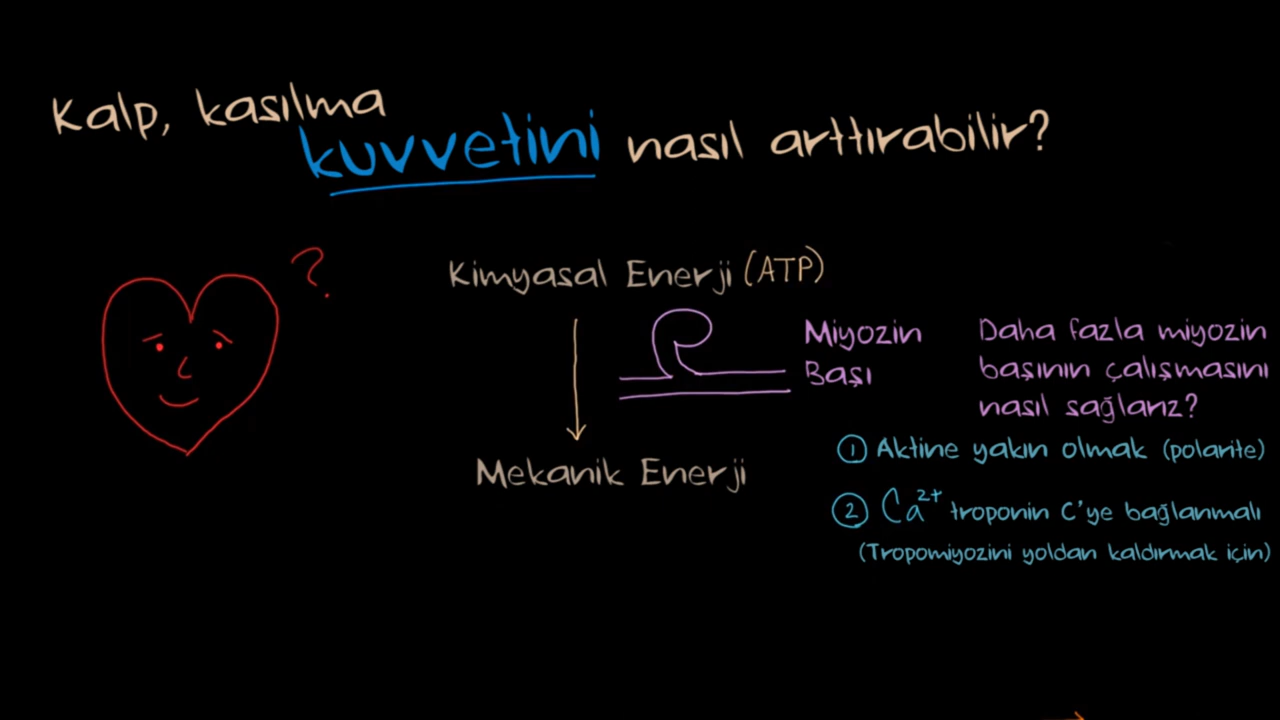 Kalp, kasılma
kuvvetini nasıl arttırabilir?
?
Kimyasal Enerji (ATP)
Miyozin
Başı
Daha fazla miyozin
başının çalışmasını
nasıl sağlarız?
Mekanik Enerji
1 Aktine yakın olmak (polarite)
2 Ca2+ troponin C'ye bağlanmalı
(Tropomiyozini yoldan kaldırmak için)